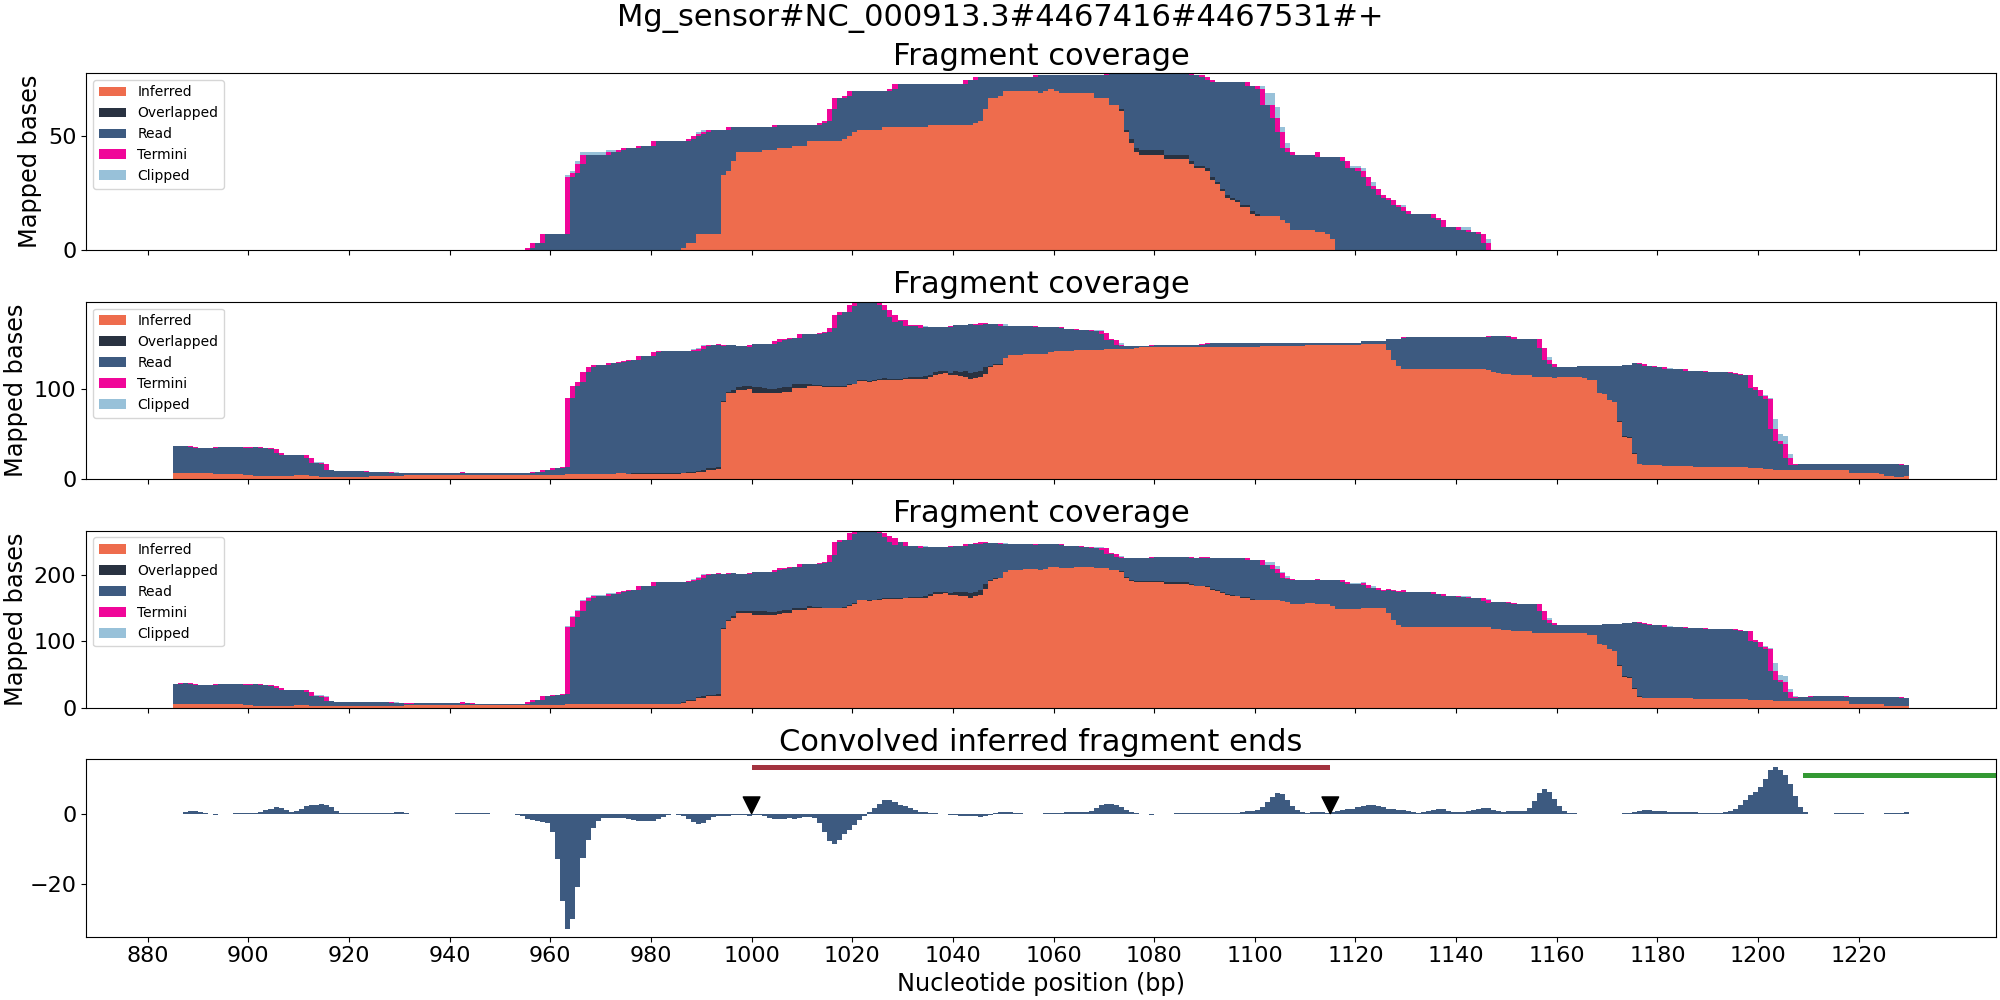 Mg_sensor#NC_000913.3#4467416#4467531#+
Fragment coverage
Mapped bases
50
0
Inferred
Overlapped
Read
Termini
Clipped
Fragment coverage
Mapped bases
100
0
Inferred
Overlapped
Read
Termini
Clipped
Fragment coverage
Mapped bases
200
100
0
Inferred
Overlapped
Read
Termini
Clipped
Convolved inferred fragment ends
0
−20
880 900 920 940 960 980 1000 1020 1040 1060 1080 1100 1120 1140 1160 1180 1200 1220
Nucleotide position (bp)